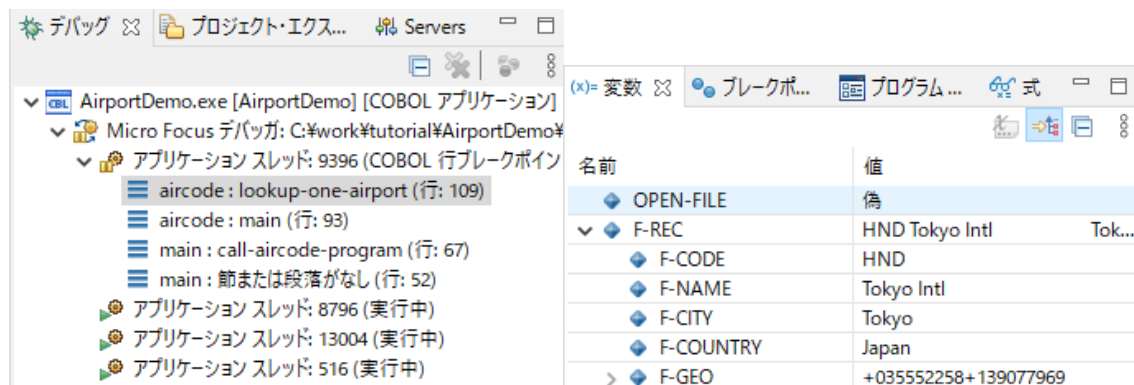 デバッグ プロジェクト・エクス... Servers
AirportDemo.exe [AirportDemo] [COBOL アプリケーション]
Micro Focus デバッガ: C:¥work¥tutorial¥AirportDemo¥
アプリケーション スレッド: 9396 (COBOL 行ブレークポイン
aircode : lookup-one-airport (行: 109)
aircode : main (行: 93)
main : call-aircode-program (行: 67)
main : 節または段落がなし (行: 52)
アプリケーション スレッド: 8796 (実行中)
アプリケーション スレッド: 13004 (実行中)
アプリケーション スレッド: 516 (実行中)
(x)= 変数 ブレークポ... プログラム ... 式
名前 値
OPEN-FILE 偽
F-REC HND Tokyo Intl Tok...
F-CODE HND
F-NAME Tokyo Intl
F-CITY Tokyo
F-COUNTRY Japan
F-GEO +035552258+139077969